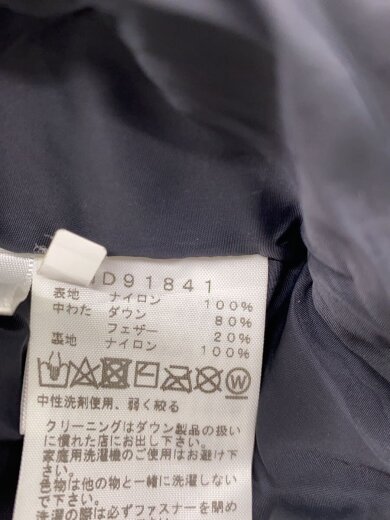 D91841
表地 ナイロン 100%
中わた ダウン 80%
フェザー 20%
裏地 ナイロン 100%
W
中性洗剤使用、弱く絞る
クリーニングはダウン製品の扱い
に慣れた店にお出し下さい。
家庭用洗濯機のご使用はお避け
下さい。
色物は他の物と一緒に洗濯しない
で下さい。
洗濯の際は必ずファスナーを閉め